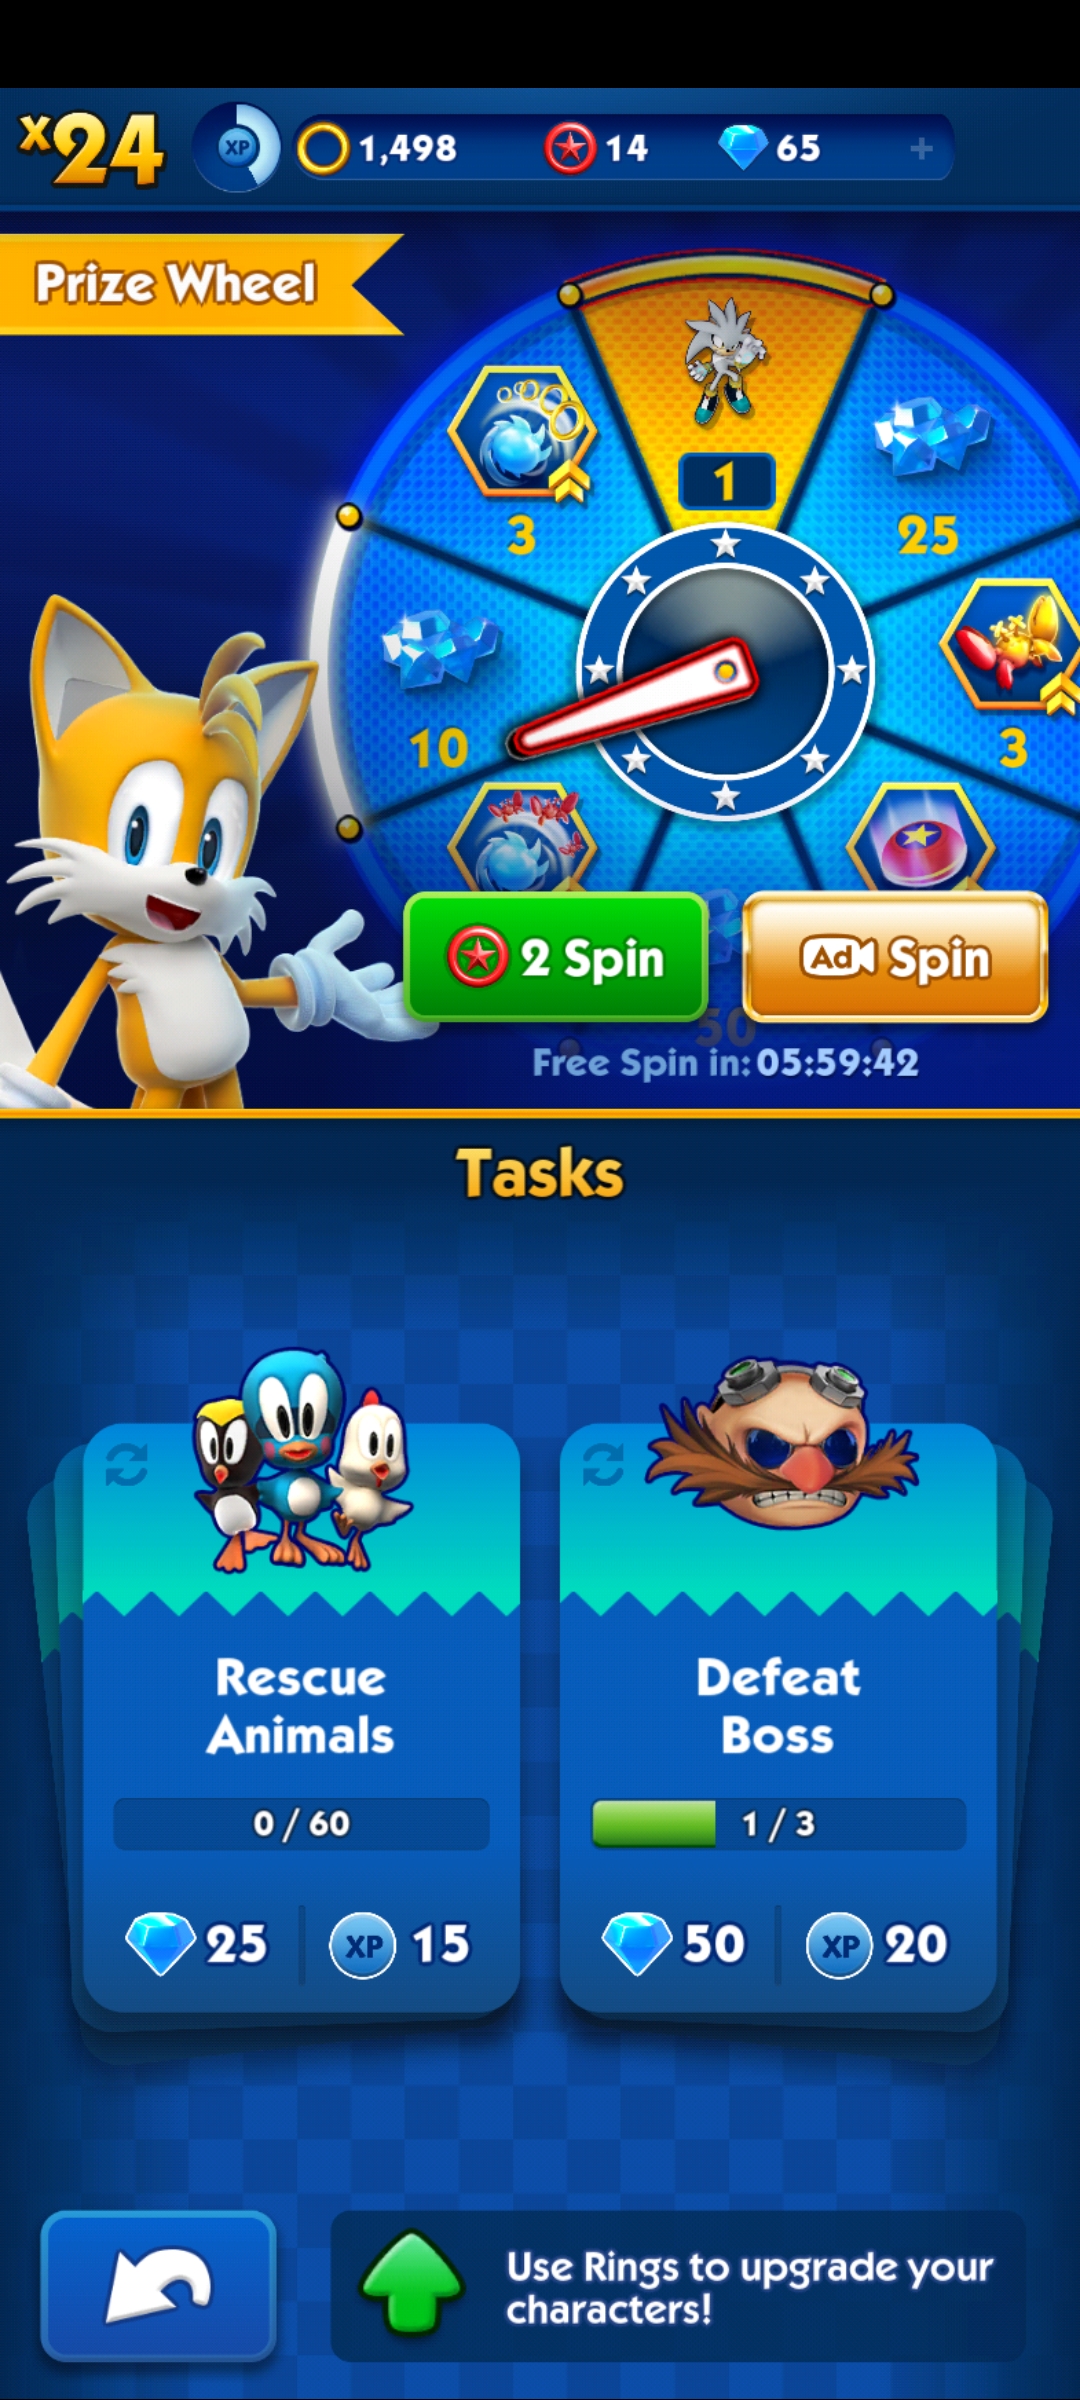 x24
XP
1,498
14
65
+
Prize Wheel
1
3
25
10
3
2 Spin
Ad Spin
50
Free Spin in: 05:59:42
Tasks
Rescue
Animals
0 / 60
25
XP 15
Defeat
Boss
1 / 3
50
XP 20
Use Rings to upgrade your
characters!